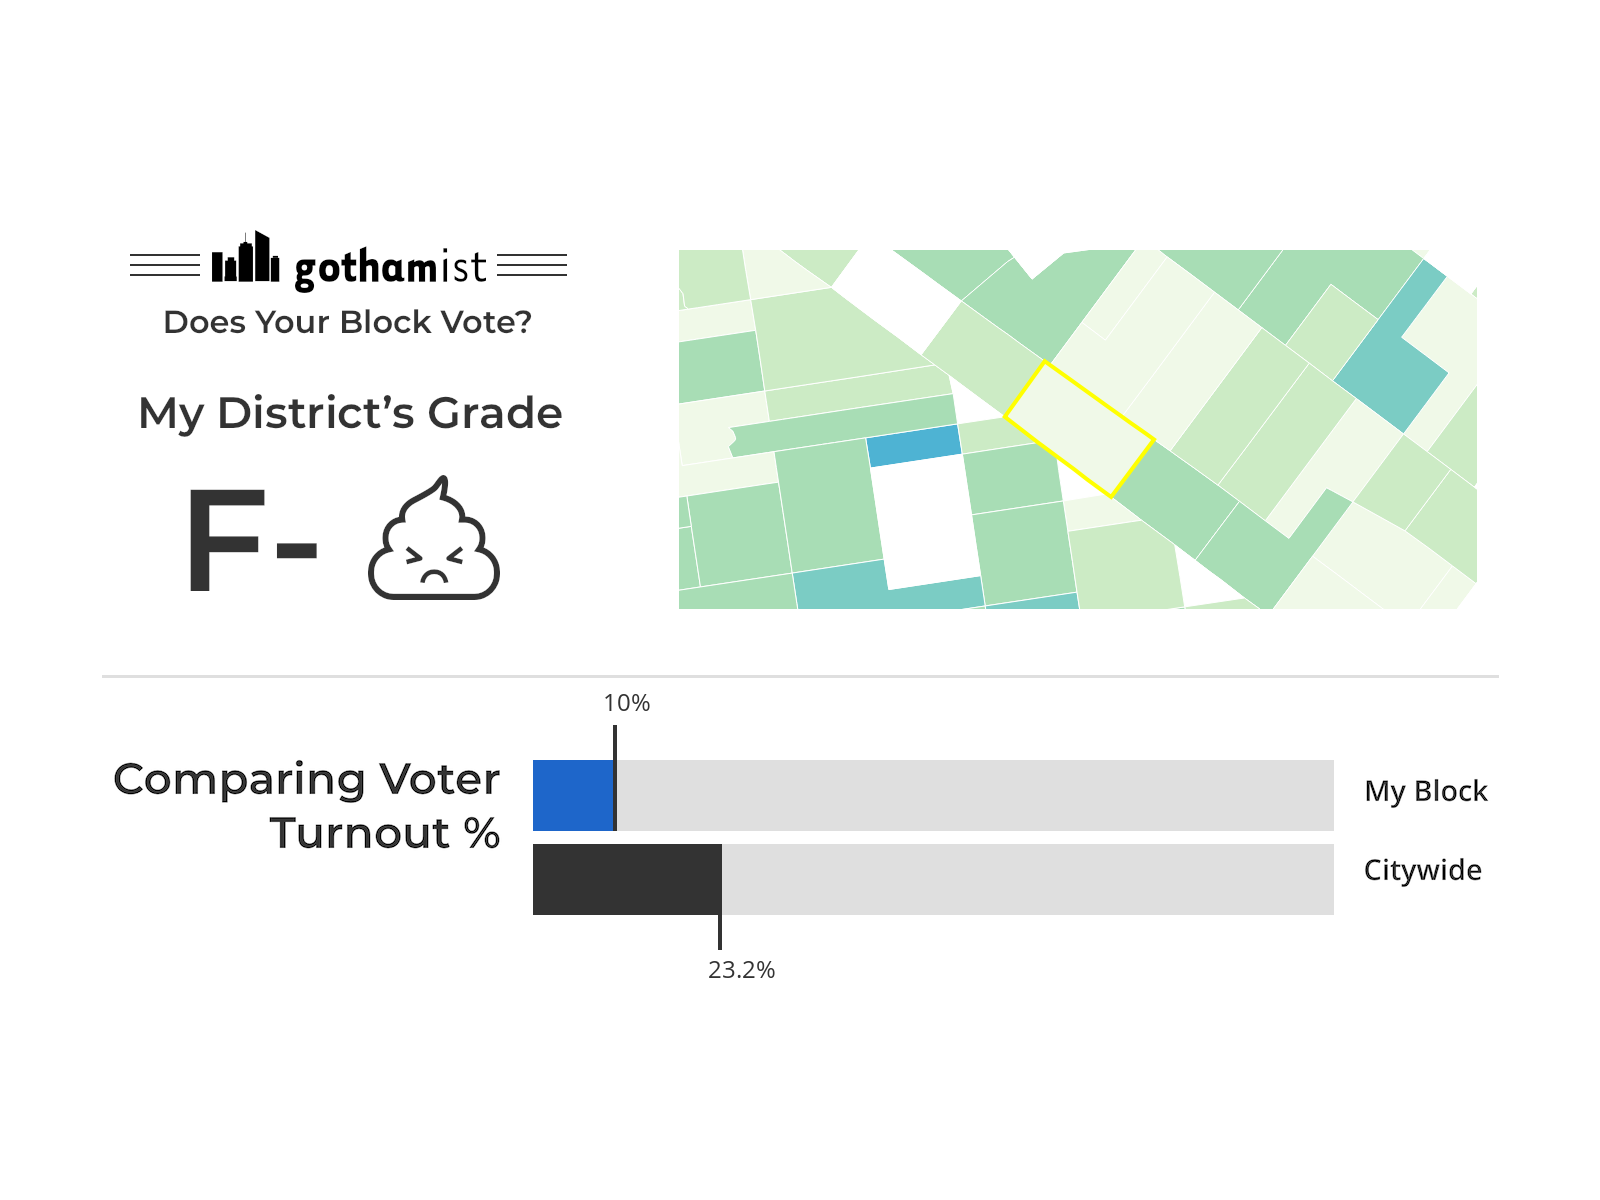 gothamist
Does Your Block Vote?
My District’s Grade
F-
10%
Comparing Voter
Turnout %
My Block
Citywide
23.2%